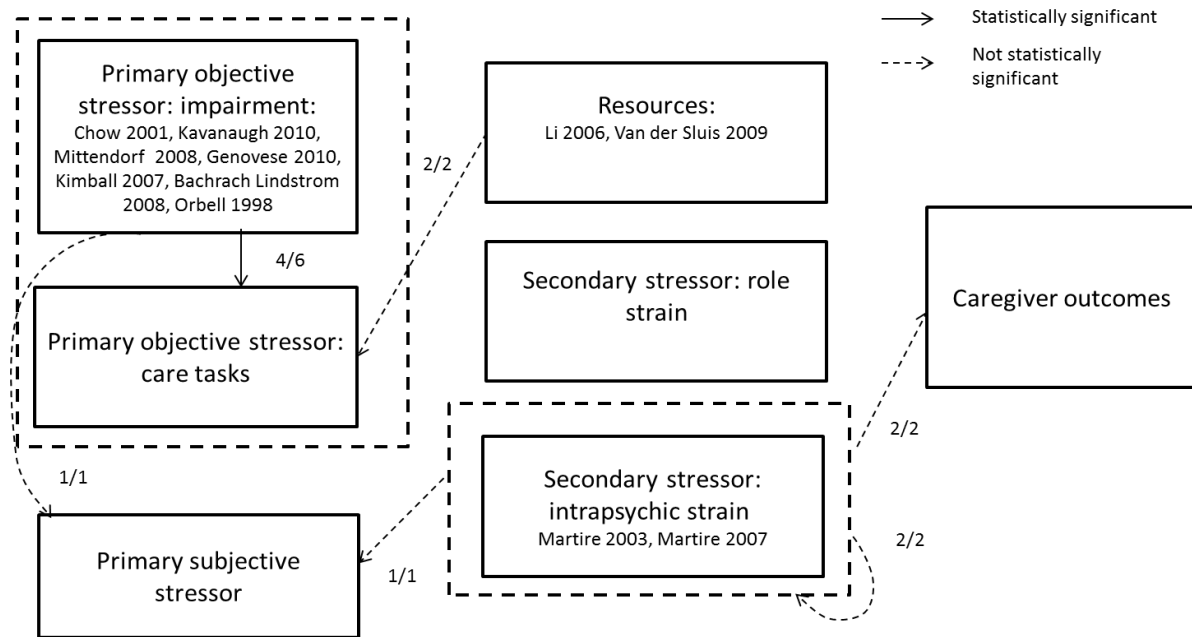 Statistically significant
Not statistically
significant
Primary objective
stressor: impairment:
Chow 2001, Kavanaugh 2010,
Mittendorf 2008, Genovese 2010,
Kimball 2007, Bachrach Lindstrom
2008, Orbell 1998
Resources:
Li 2006, Van der Sluis 2009
2/2
4/6
Secondary stressor: role
strain
Caregiver outcomes
Primary objective stressor:
care tasks
2/2
1/1
Secondary stressor:
intrapsychic strain
Martire 2003, Martire 2007
2/2
Primary subjective
stressor
1/1